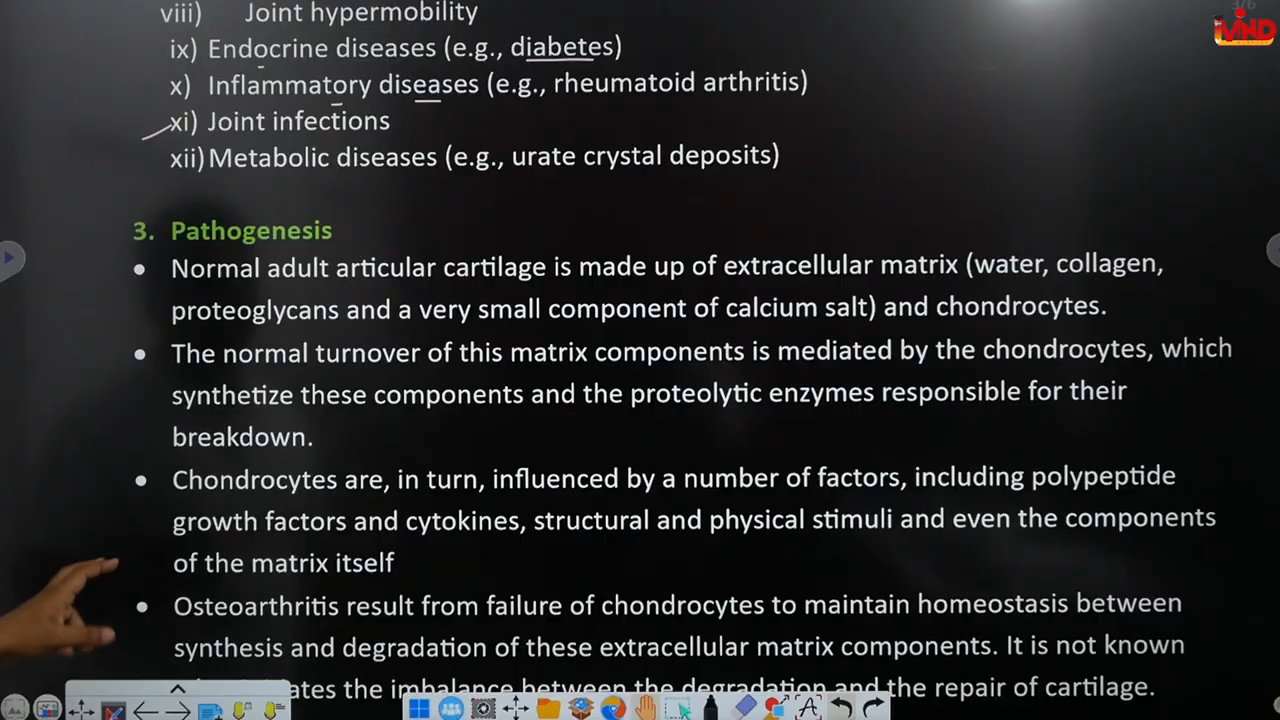 3/6
iVND
viii) Joint hypermobility
ix) Endocrine diseases (e.g., diabetes)
x) Inflammatory diseases (e.g., rheumatoid arthritis)
xi) Joint infections
xii) Metabolic diseases (e.g., urate crystal deposits)
3. Pathogenesis
• Normal adult articular cartilage is made up of extracellular matrix (water, collagen,
proteoglycans and a very small component of calcium salt) and chondrocytes.
• The normal turnover of this matrix components is mediated by the chondrocytes, which
synthetize these components and the proteolytic enzymes responsible for their
breakdown.
• Chondrocytes are, in turn, influenced by a number of factors, including polypeptide
growth factors and cytokines, structural and physical stimuli and even the components
of the matrix itself
• Osteoarthritis result from failure of chondrocytes to maintain homeostasis between
synthesis and degradation of these extracellular matrix components. It is not known
the imbalance between the degradation and the repair of cartilage.